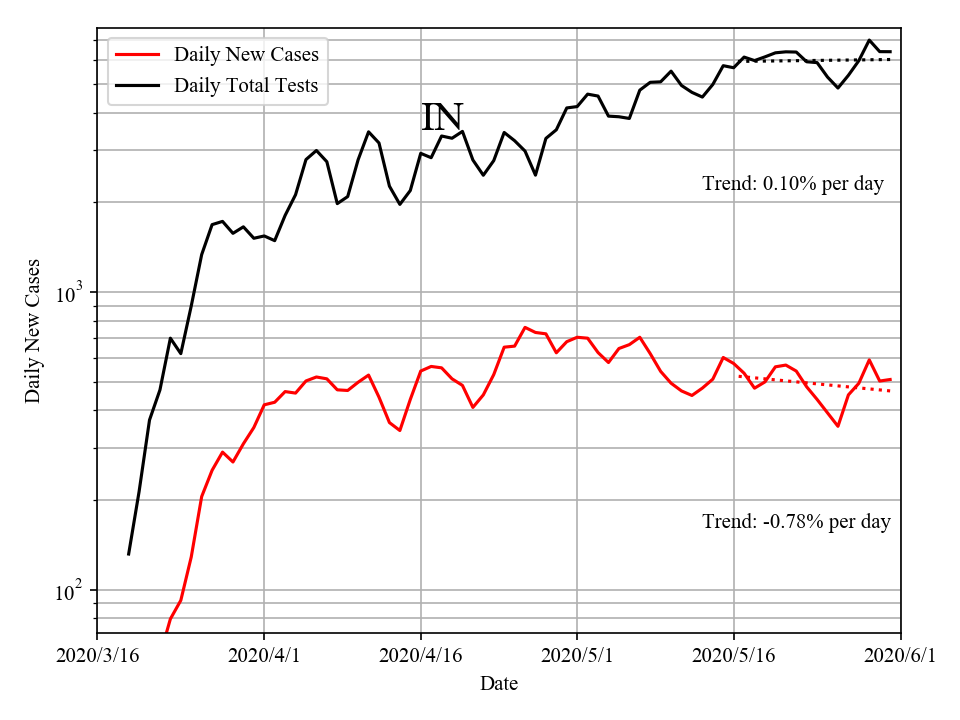 Daily New Cases
Daily Total Tests
IN
Trend: 0.10% per day
Trend: -0.78% per day
Daily New Cases
10³
10²
2020/3/16
2020/4/1
2020/4/16
2020/5/1
2020/5/16
2020/6/1
Date